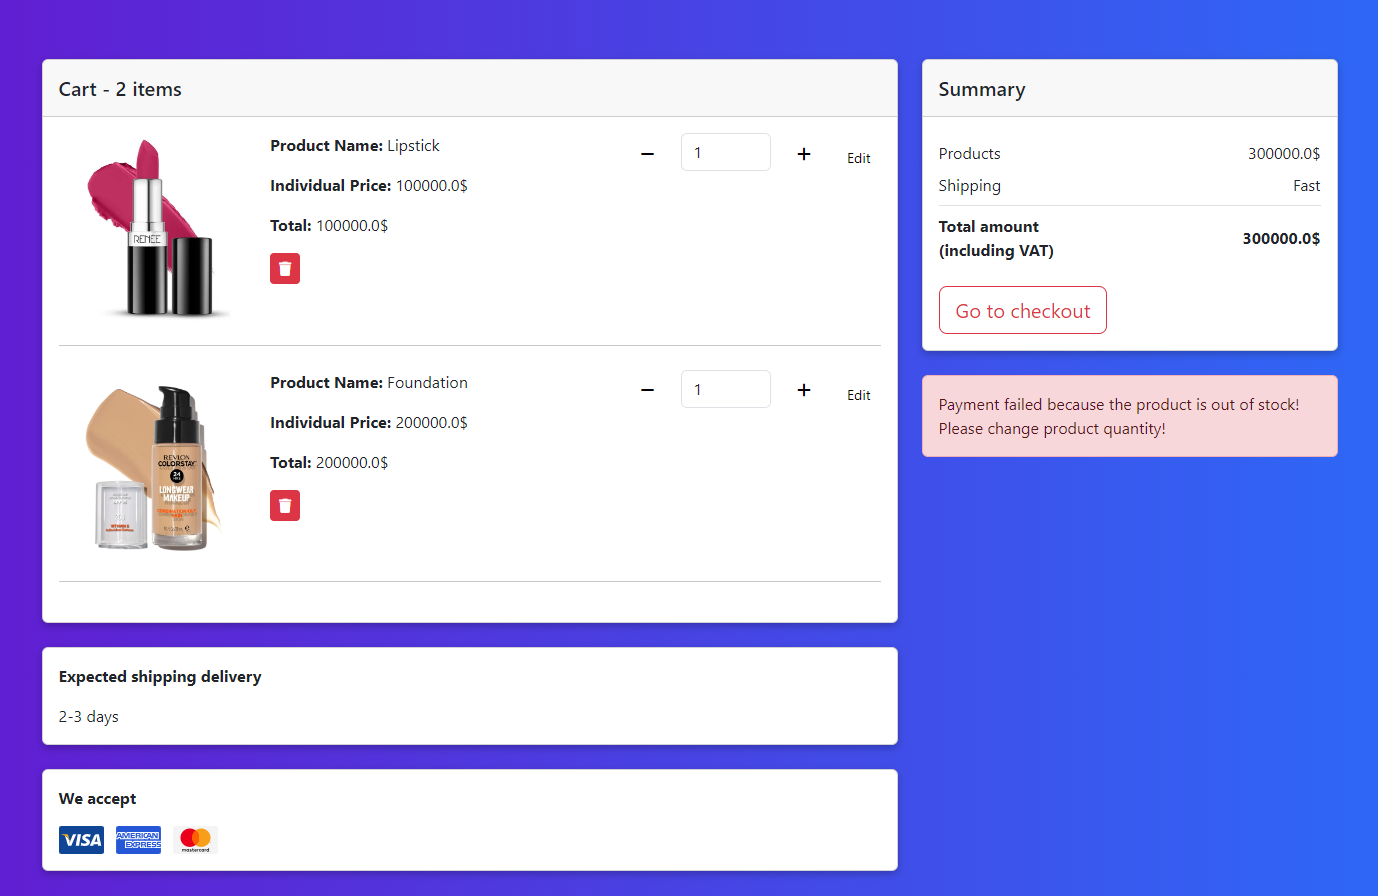 Cart - 2 items
RENEE
Product Name: Lipstick
Individual Price: 100000.0$
Total: 100000.0$
1
Edit
REVLON
COLORSTAY
24
LONGWEAR
MAKEUP
Product Name: Foundation
Individual Price: 200000.0$
Total: 200000.0$
1
Edit
Expected shipping delivery
2-3 days
We accept
VISA
AMERICAN
EXPRESS
mastercard
Summary
Products 300000.0$
Shipping Fast
Total amount
(including VAT) 300000.0$
Go to checkout
Payment failed because the product is out of stock!
Please change product quantity!